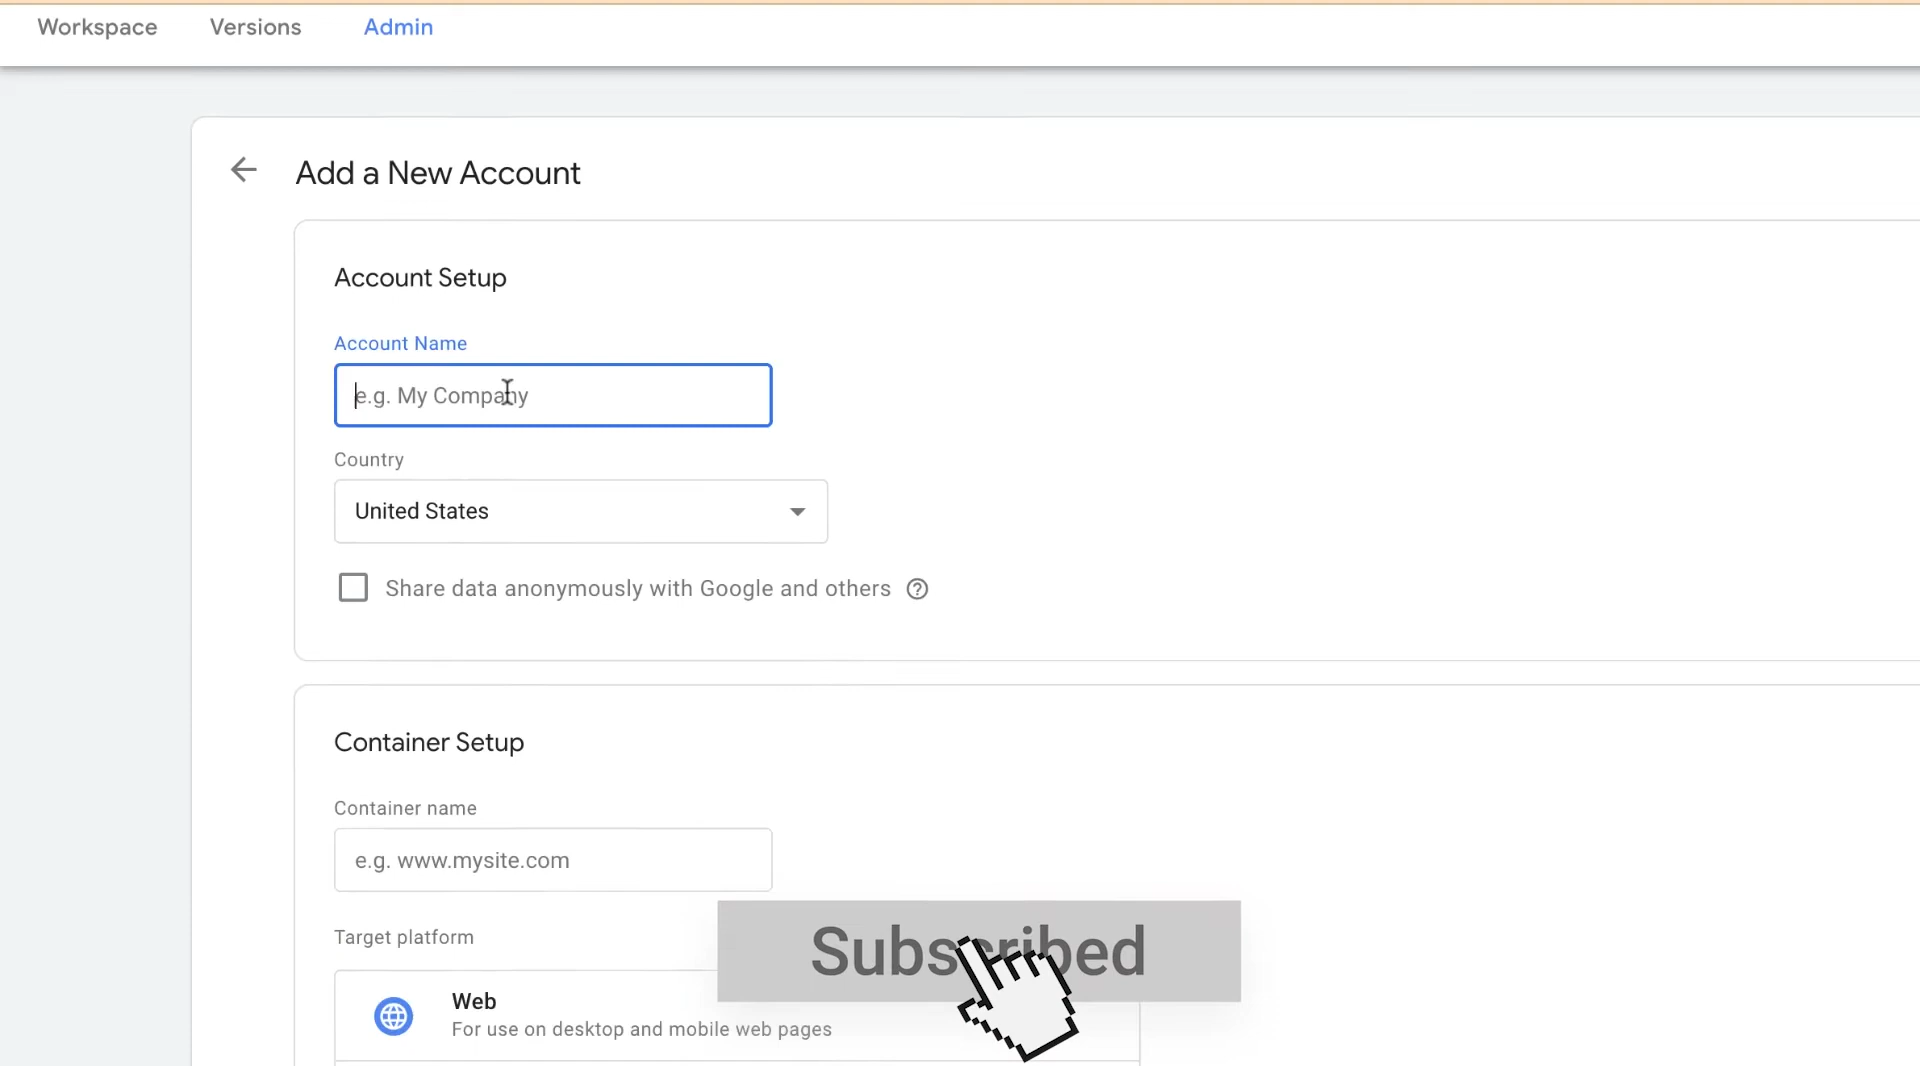 Workspace Versions Admin
Add a New Account
Account Setup
Account Name
e.g. My Company
Country
United States
Share data anonymously with Google and others
Container Setup
Container name
e.g. www.mysite.com
Target platform
Subscribed
Web
For use on desktop and mobile web pages